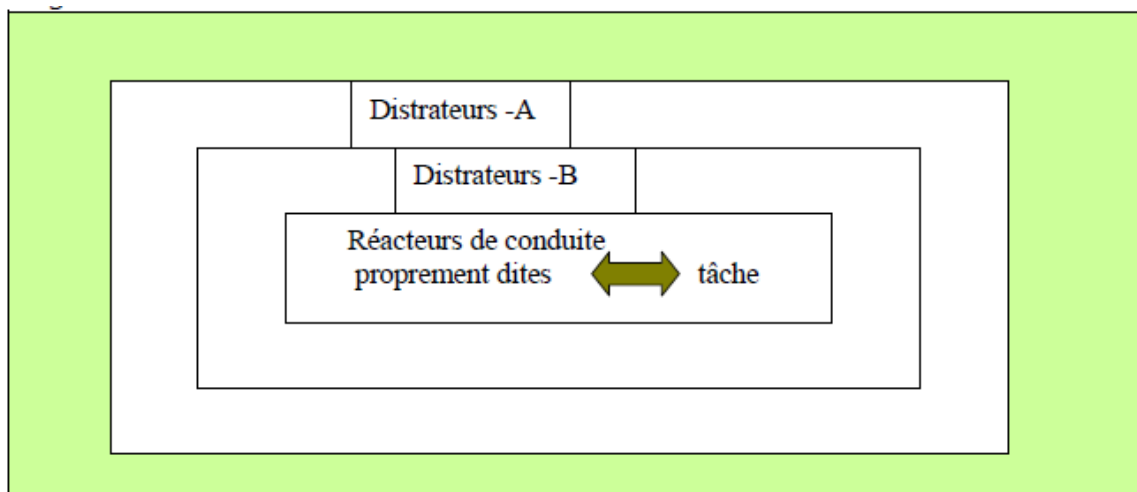 Distrateurs -A
Distrateurs -B
Réacteurs de conduite
proprement dites tâche